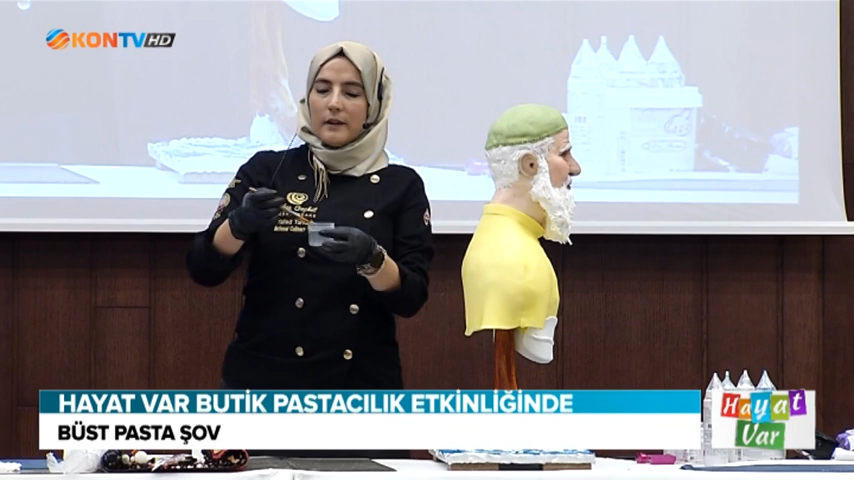 KONTV HD
HAYAT VAR BUTİK PASTACILIK ETKİNLİĞİNDE
BÜST PASTA ŞOV
Hayat
Var